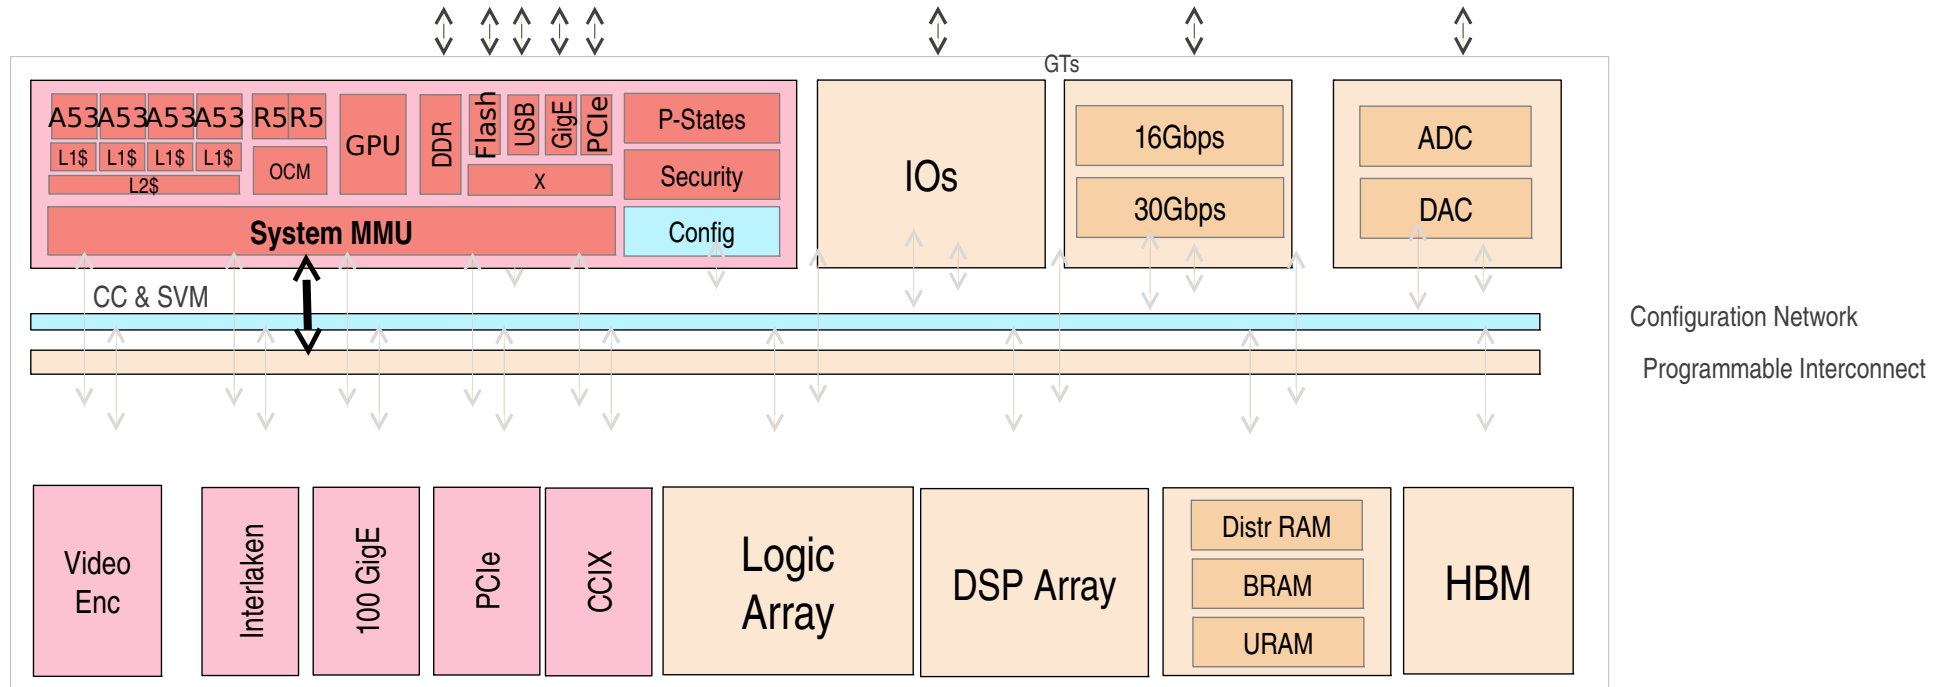 GTs
A53 A53 A53 A53 R5 R5
L1$ L1$ L1$ L1$
L2$
OCM
GPU
DDR
Flash
USB
GigE
PCIe
X
P-States
Security
Config
System MMU
IOs
16Gbps
30Gbps
ADC
DAC
CC & SVM
Configuration Network
Programmable Interconnect
Video
Enc
Interlaken
100 GigE
PCIe
CCIX
Logic
Array
DSP Array
Distr RAM
BRAM
URAM
HBM